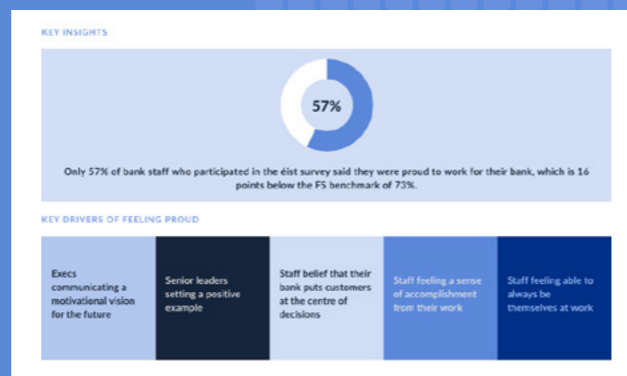 KEY INSIGHTS
57%
Only 57% of bank staff who participated in the éist survey said they were proud to work for their bank, which is 16
points below the FS benchmark of 73%.
KEY DRIVERS OF FEELING PROUD
Execs
communicating a
motivational vision
for the future
Senior leaders
setting a positive
example
Staff belief that their
bank puts customers
at the centre of
decisions
Staff feeling a sense
of accomplishment
from their work
Staff feeling able to
always be
themselves at work